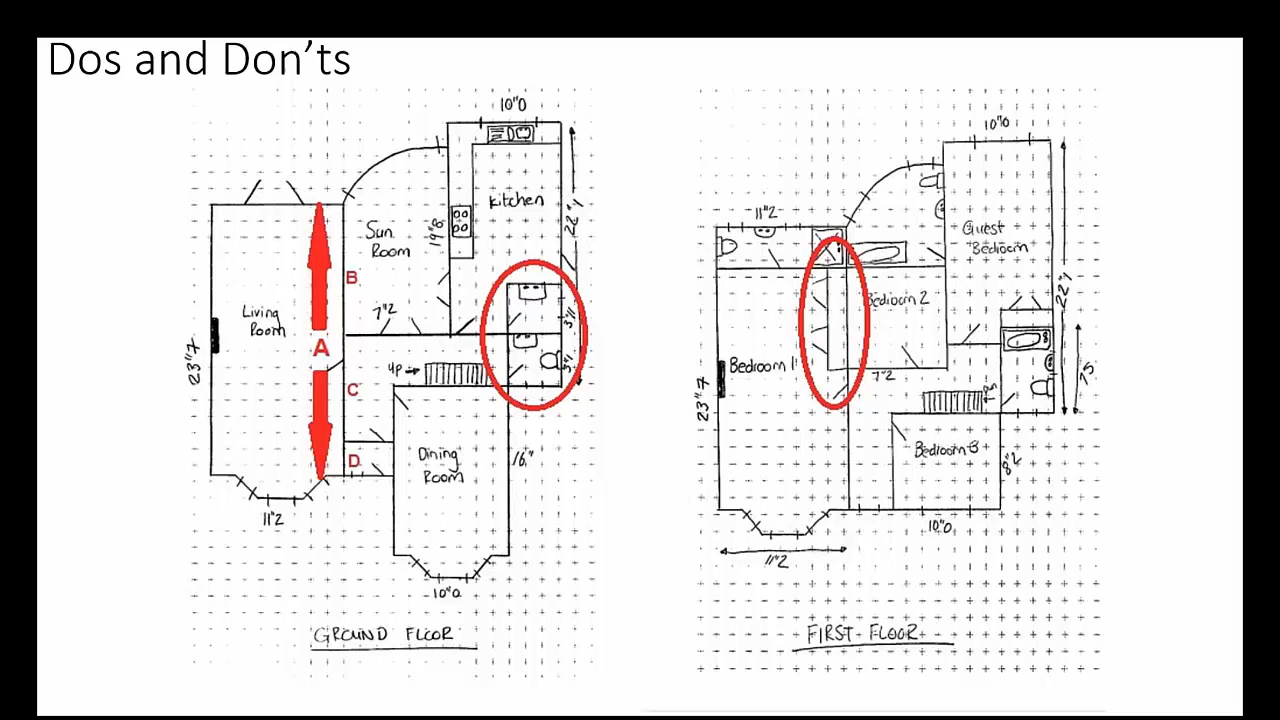 Dos and Don’ts
10"0
Kitchen
19"8
22"1
Sun
Room
B
7"2
Living
Room
A
23"7
3"11
3"1
up
C
D
Dining
Room
16"
11"2
10"0
GROUND FLOOR
10"0
11"2
Guest
Bedroom
22"1
Bedroom 2
Bedroom 1
7"2
23"7
7"5
Bedroom 3
8"2
10"0
11"2
FIRST FLOOR